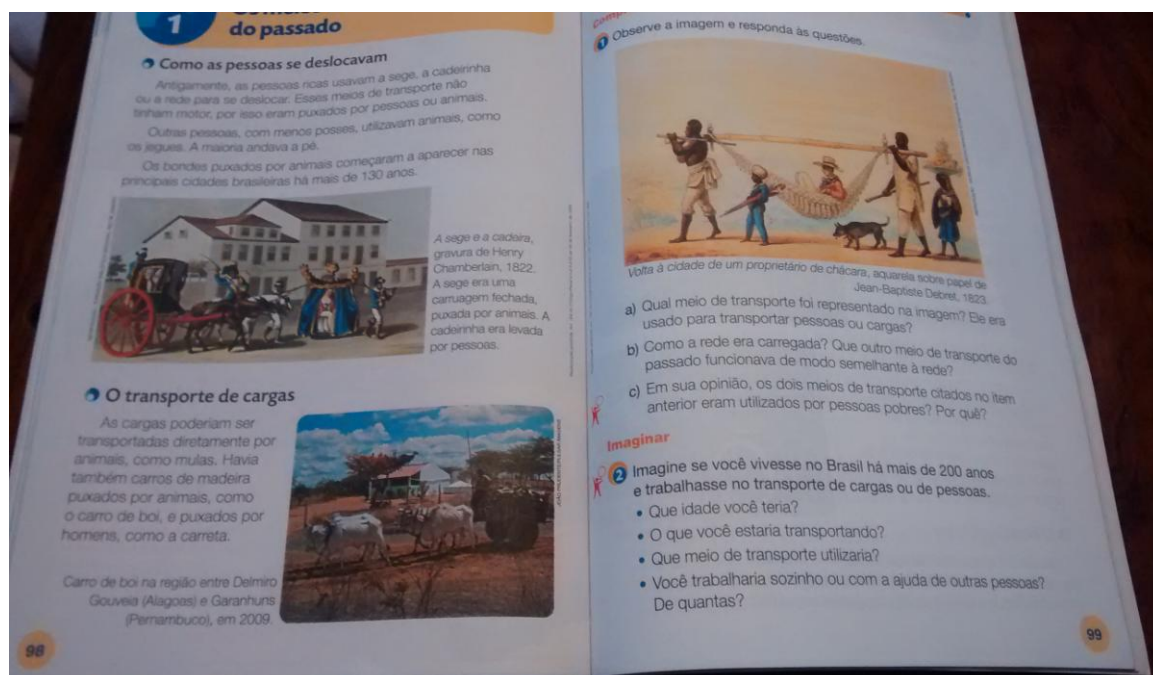 1
do passado
Como as pessoas se deslocavam
Antigamente, as pessoas ricas usavam a sege, a cadeirinha
ou a rede para se deslocar. Esses meios de transporte não
tinham motor, por isso eram puxados por pessoas ou animais.
Outras pessoas, com menos posses, utilizavam animais, como
os jegues. A maioria andava a pé.
Os bondes puxados por animais começaram a aparecer nas
principais cidades brasileiras há mais de 130 anos.
A sege e a cadeira,
gravura de Henry
Chamberlain, 1822.
A sege era uma
carruagem fechada,
puxada por animais. A
cadeirinha era levada
por pessoas.
O transporte de cargas
As cargas poderiam ser
transportadas diretamente por
animais, como mulas. Havia
também carros de madeira
puxados por animais, como
o carro de boi, e puxados por
homens, como a carreta.
Carro de boi na região entre Delmiro
Gouveia (Alagoas) e Garanhuns
(Pernambuco), em 2009.
98
1 Observe a imagem e responda às questões.
Volta à cidade de um proprietário de chácara, aquarela sobre papel de
Jean-Baptiste Debret, 1823.
a) Qual meio de transporte foi representado na imagem? Ele era
usado para transportar pessoas ou cargas?
b) Como a rede era carregada? Que outro meio de transporte do
passado funcionava de modo semelhante à rede?
c) Em sua opinião, os dois meios de transporte citados no item
anterior eram utilizados por pessoas pobres? Por quê?
Imaginar
2 Imagine se você vivesse no Brasil há mais de 200 anos
e trabalhasse no transporte de cargas ou de pessoas.
• Que idade você teria?
• O que você estaria transportando?
• Que meio de transporte utilizaria?
• Você trabalharia sozinho ou com a ajuda de outras pessoas?
De quantas?
99